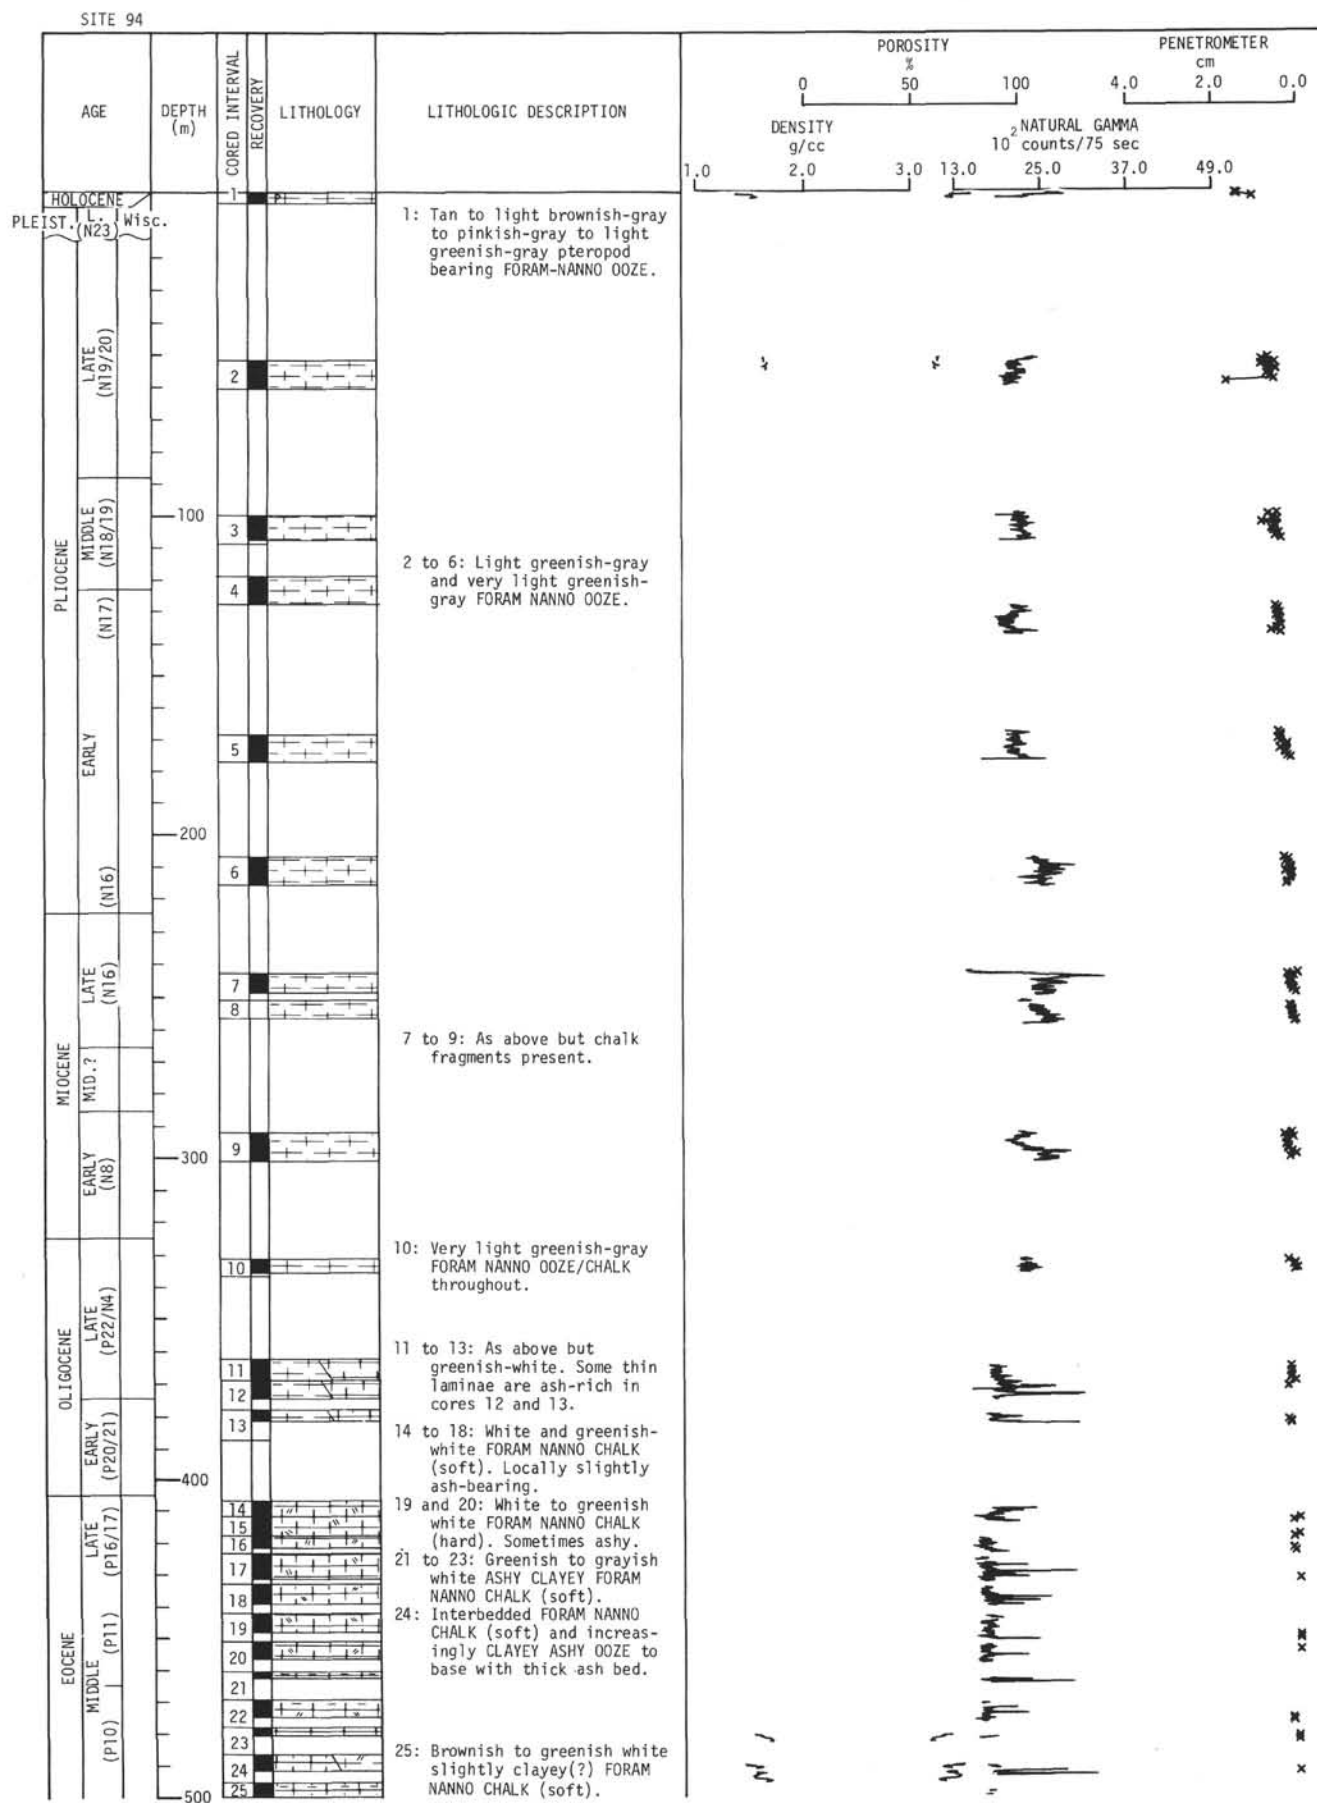 SITE 94
AGE
DEPTH
(m)
CORED INTERVAL
RECOVERY
LITHOLOGY
LITHOLOGIC DESCRIPTION
POROSITY
%
0 50 100
PENETROMETER
cm
4.0 2.0 0.0
DENSITY
g/cc
1.0 2.0 3.0
NATURAL GAMMA
10² counts/75 sec
13.0 25.0 37.0 49.0
HOLOCENE
PLEIST. L. (N23) Wisc.
PLIOCENE
LATE
(N19/20)
MIDDLE
(N18/19)
(N17)
EARLY
(N16)
MIOCENE
LATE
(N16)
MID.?
EARLY
(N8)
OLIGOCENE
LATE
(P22/N4)
EARLY
(P20/21)
EOCENE
LATE
(P16/17)
MIDDLE
(P11)
(P10)
100
200
300
400
500
1
P
2
3
4
5
6
7
8
9
10
11
12
13
14
15
16
17
18
19
20
21
22
23
24
25
1: Tan to light brownish-gray
to pinkish-gray to light
greenish-gray pteropod
bearing FORAM-NANNO OOZE.
2 to 6: Light greenish-gray
and very light greenish-
gray FORAM NANNO OOZE.
7 to 9: As above but chalk
fragments present.
10: Very light greenish-gray
FORAM NANNO OOZE/CHALK
throughout.
11 to 13: As above but
greenish-white. Some thin
laminae are ash-rich in
cores 12 and 13.
14 to 18: White and greenish-
white FORAM NANNO CHALK
(soft). Locally slightly
ash-bearing.
19 and 20: White to greenish
white FORAM NANNO CHALK
(hard). Sometimes ashy.
21 to 23: Greenish to grayish
white ASHY CLAYEY FORAM
NANNO CHALK (soft).
24: Interbedded FORAM NANNO
CHALK (soft) and increas-
ingly CLAYEY ASHY OOZE to
base with thick ash bed.
25: Brownish to greenish white
slightly clayey(?) FORAM
NANNO CHALK (soft).